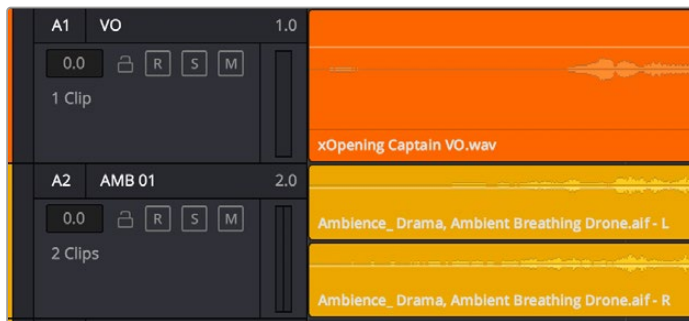 A1 VO 1.0
0.0 R S M
1 Clip
xOpening Captain VO.wav
A2 AMB 01 2.0
0.0 R S M
2 Clips
Ambience_ Drama, Ambient Breathing Drone.aif - L
Ambience_ Drama, Ambient Breathing Drone.aif - R